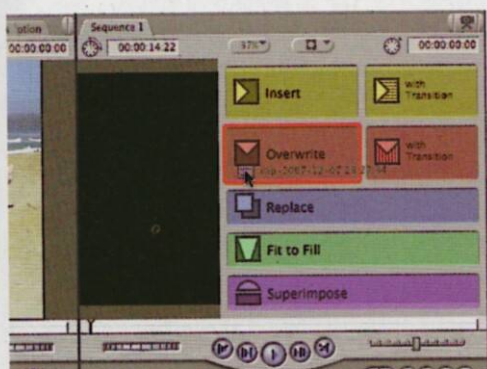 Sequence 1
00:00:00:00
00:00:14:22
37%
00:00:00:00
Insert
with
Transition
Overwrite
with
Transition
Replace
Fit to Fill
Superimpose